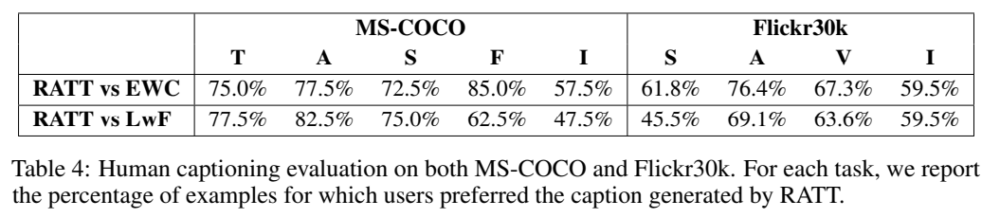 MS-COCO Flickr30k
T A S F I S A V I
RATT vs EWC 75.0% 77.5% 72.5% 85.0% 57.5% 61.8% 76.4% 67.3% 59.5%
RATT vs LwF 77.5% 82.5% 75.0% 62.5% 47.5% 45.5% 69.1% 63.6% 59.5%
Table 4: Human captioning evaluation on both MS-COCO and Flickr30k. For each task, we report
the percentage of examples for which users preferred the caption generated by RATT.